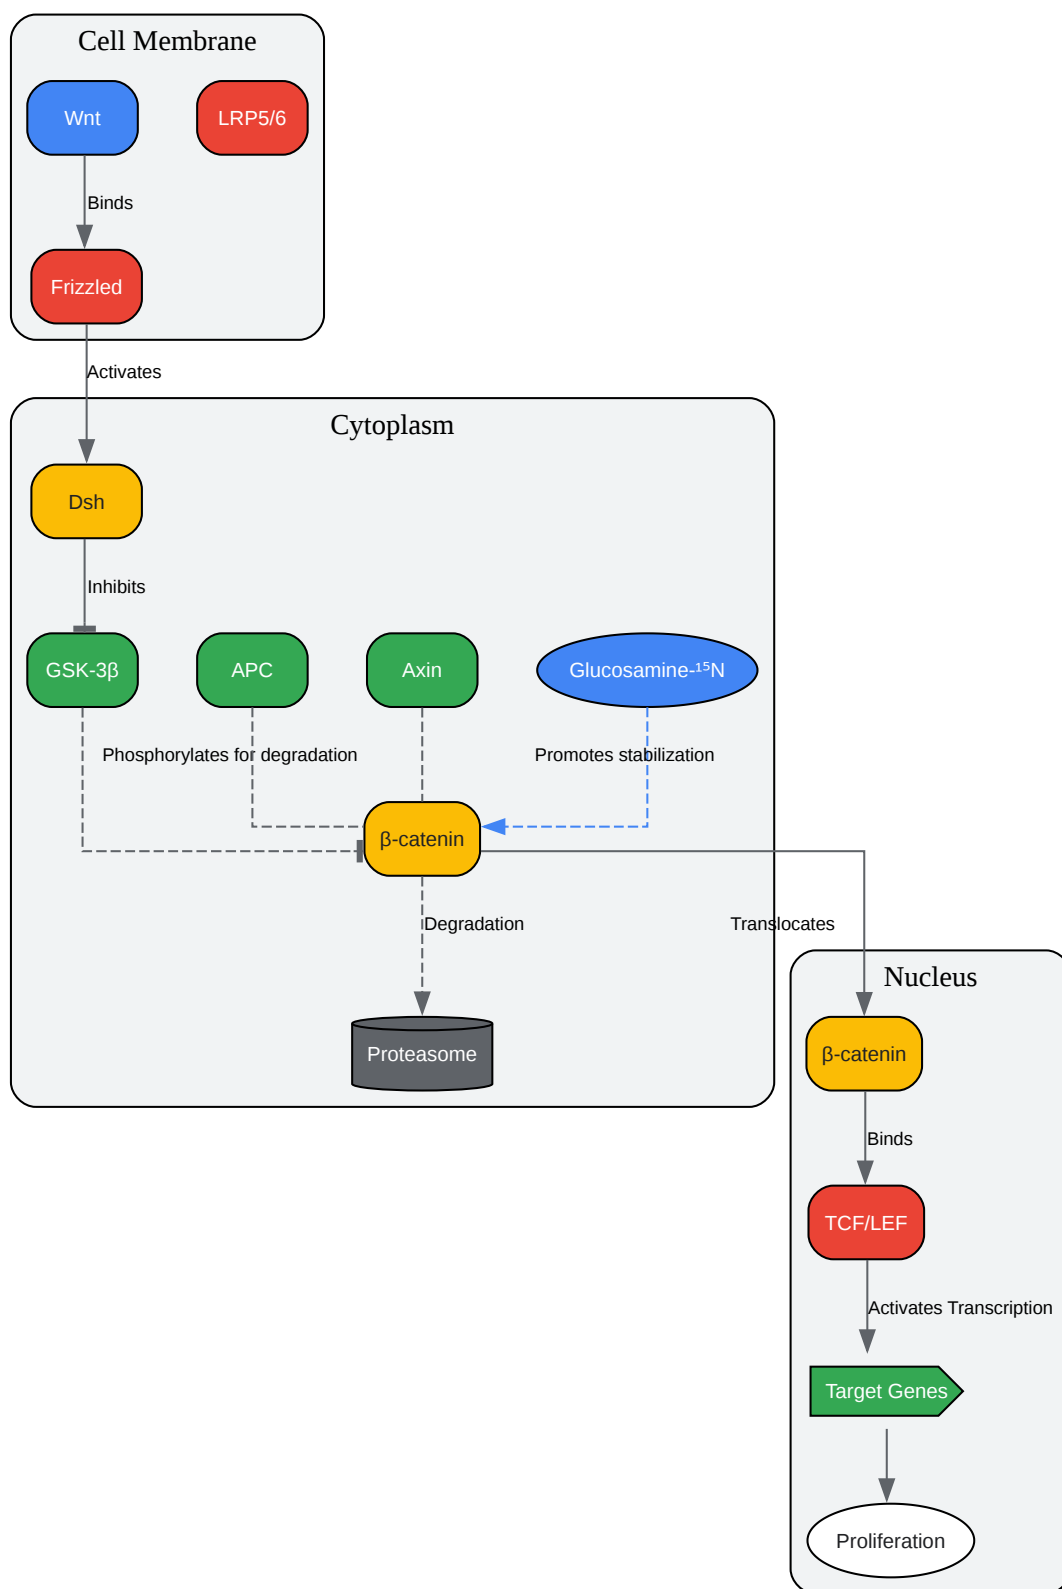 Cell Membrane
Wnt
LRP5/6
Binds
Frizzled
Activates
Cytoplasm
Dsh
Inhibits
GSK-3β
APC
Axin
Glucosamine-¹⁵N
Phosphorylates for degradation
Promotes stabilization
β-catenin
Degradation
Translocates
Nucleus
Proteasome
β-catenin
Binds
TCF/LEF
Activates Transcription
Target Genes
Proliferation